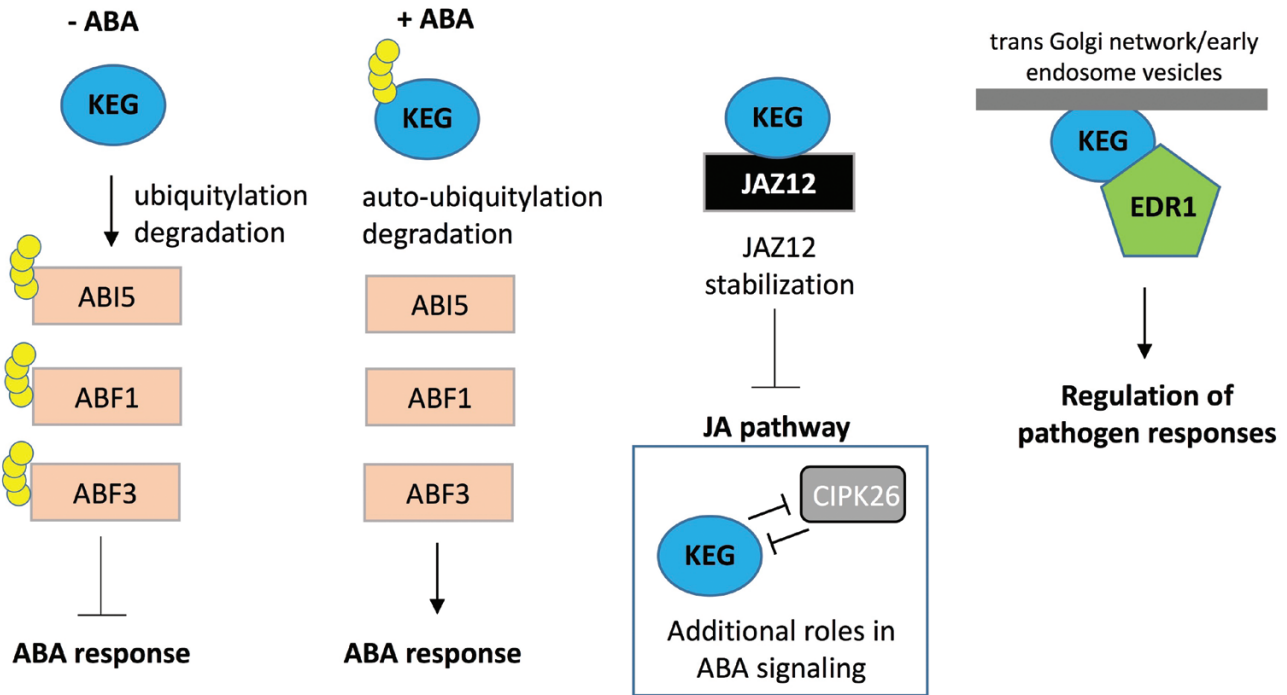 - ABA
KEG
ubiquitylation
degradation
ABI5
ABF1
ABF3
ABA response
+ ABA
KEG
auto-ubiquitylation
degradation
ABI5
ABF1
ABF3
ABA response
KEG
JAZ12
JAZ12
stabilization
JA pathway
CIPK26
KEG
Additional roles in
ABA signaling
trans Golgi network/early
endosome vesicles
KEG
EDR1
Regulation of
pathogen responses